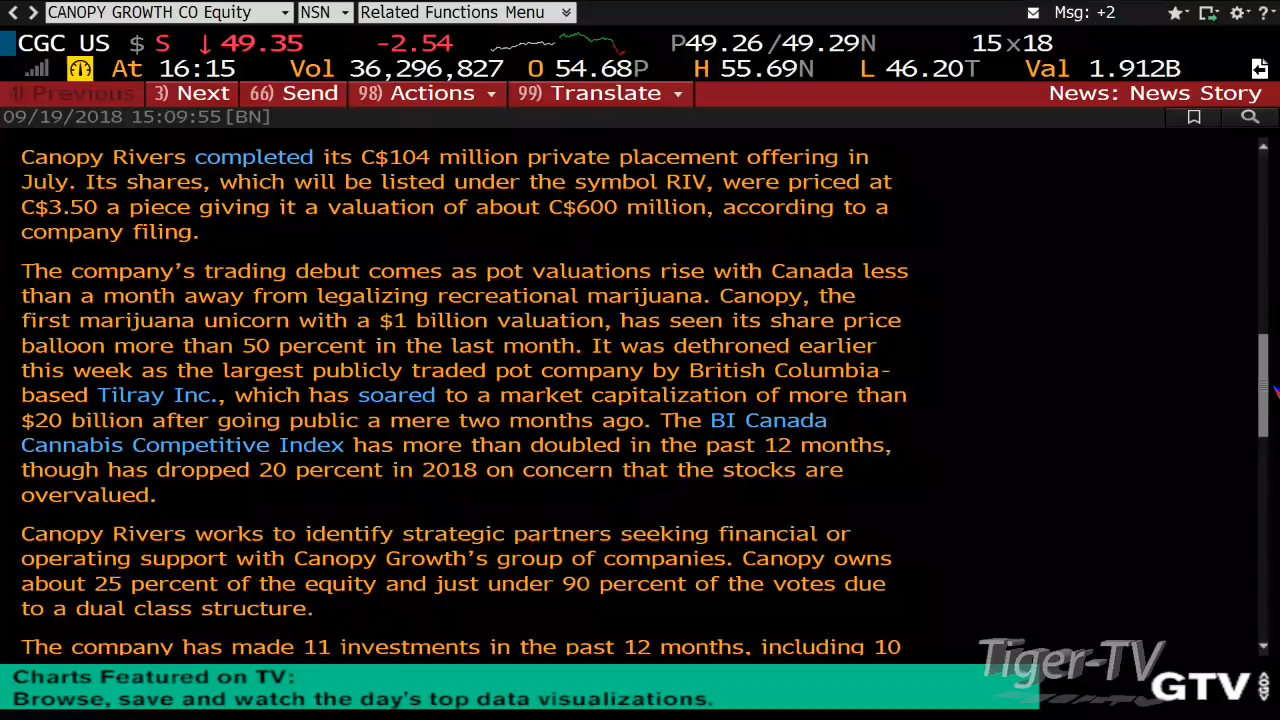 CANOPY GROWTH CO Equity NSN Related Functions Menu Msg: +2
CGC US $ S ↓ 49.35 -2.54 P49.26/49.29N 15x18
At 16:15 Vol 36,296,827 O 54.68P H 55.69N L 46.20T Val 1.912B
4) Previous 3) Next 66) Send 98) Actions 99) Translate News: News Story
09/19/2018 15:09:55 [BN]
Canopy Rivers completed its C$104 million private placement offering in
July. Its shares, which will be listed under the symbol RIV, were priced at
C$3.50 a piece giving it a valuation of about C$600 million, according to a
company filing.
The company's trading debut comes as pot valuations rise with Canada less
than a month away from legalizing recreational marijuana. Canopy, the
first marijuana unicorn with a $1 billion valuation, has seen its share price
balloon more than 50 percent in the last month. It was dethroned earlier
this week as the largest publicly traded pot company by British Columbia-
based Tilray Inc., which has soared to a market capitalization of more than
$20 billion after going public a mere two months ago. The BI Canada
Cannabis Competitive Index has more than doubled in the past 12 months,
though has dropped 20 percent in 2018 on concern that the stocks are
overvalued.
Canopy Rivers works to identify strategic partners seeking financial or
operating support with Canopy Growth's group of companies. Canopy owns
about 25 percent of the equity and just under 90 percent of the votes due
to a dual class structure.
The company has made 11 investments in the past 12 months, including 10
Charts Featured on TV:
Browse, save and watch the day's top data visualizations.
Tiger-TV
GTV